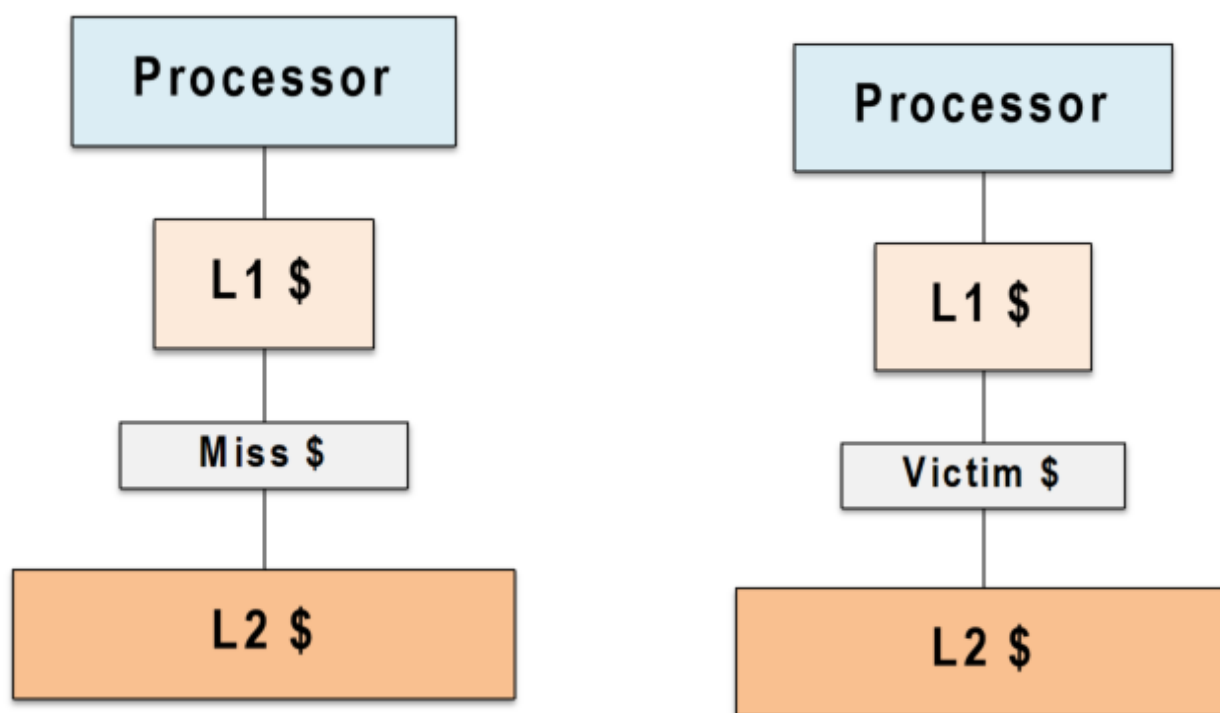 Processor
L1 $
Miss $
L2 $
Processor
L1 $
Victim $
L2 $